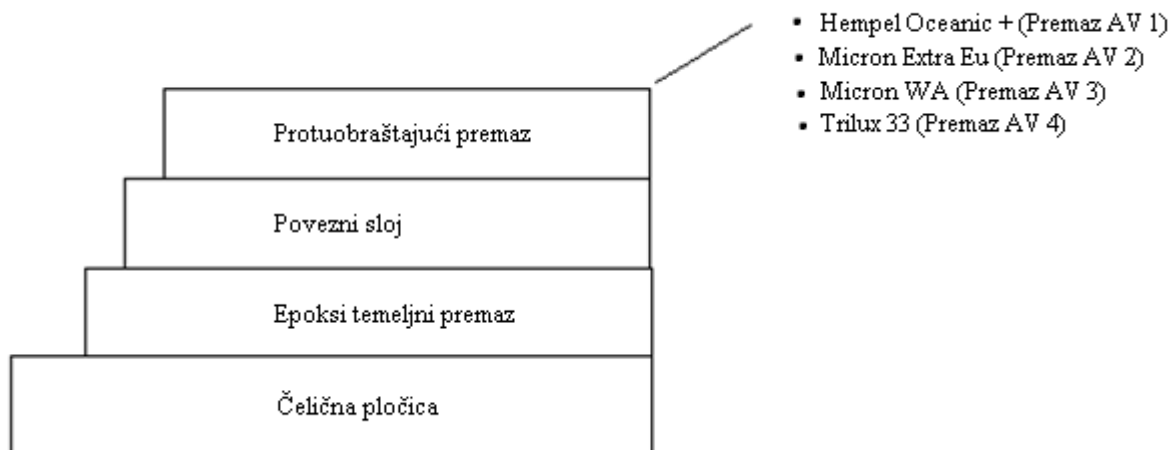 • Hempel Oceanic + (Premaz AV 1)
• Micron Extra Eu (Premaz AV 2)
• Micron WA (Premaz AV 3)
• Trilux 33 (Premaz AV 4)
Protuobraštajući premaz
Povezni sloj
Epoksi temeljni premaz
Čelična pločica